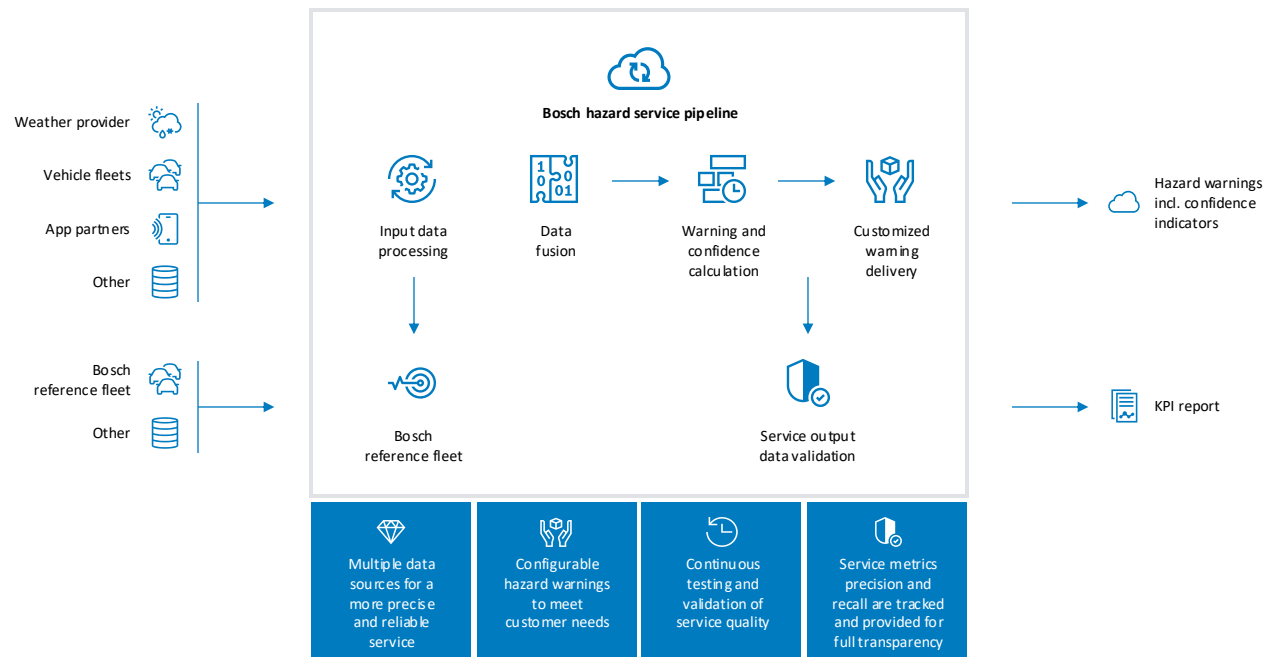 Bosch hazard service pipeline
Weather provider
Vehicle fleets
App partners
Other
Bosch
reference fleet
Other
Input data
processing
Data
fusion
Warning and
confidence
calculation
Customized
warning
delivery
1
0
0
01
Bosch
reference fleet
Service output
data validation
Hazard warnings
incl. confidence
indicators
KPI report
Multiple data
sources for a
more precise
and reliable
service
Configurable
hazard warnings
to meet
customer needs
Continuous
testing and
validation of
service quality
Service metrics
precision and
recall are tracked
and provided for
full transparency